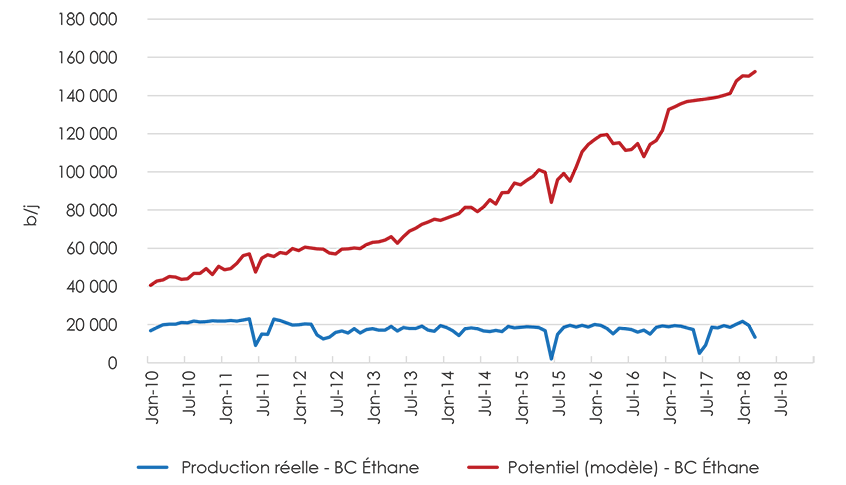 180 000
160 000
140 000
120 000
100 000
80 000
60 000
40 000
20 000
0
b/j
Jan-10
Jul-10
Jan-11
Jul-11
Jan-12
Jul-12
Jan-13
Jul-13
Jan-14
Jul-14
Jan-15
Jul-15
Jan-16
Jul-16
Jan-17
Jul-17
Jan-18
Jul-18
Production réelle - BC Éthane
Potentiel (modèle) - BC Éthane